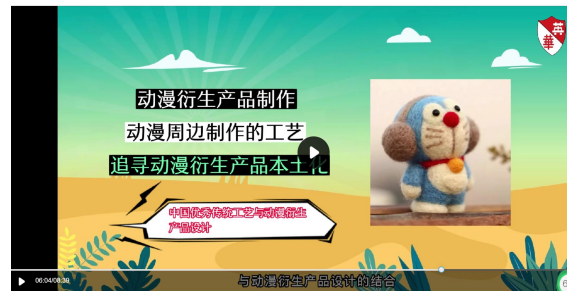 英
華
动漫衍生产品制作
动漫周边制作的工艺
追寻动漫衍生产品本土化
中国优秀传统工艺与动漫衍生
产品设计
与动漫衍生产品设计的结合
06:04/08:39